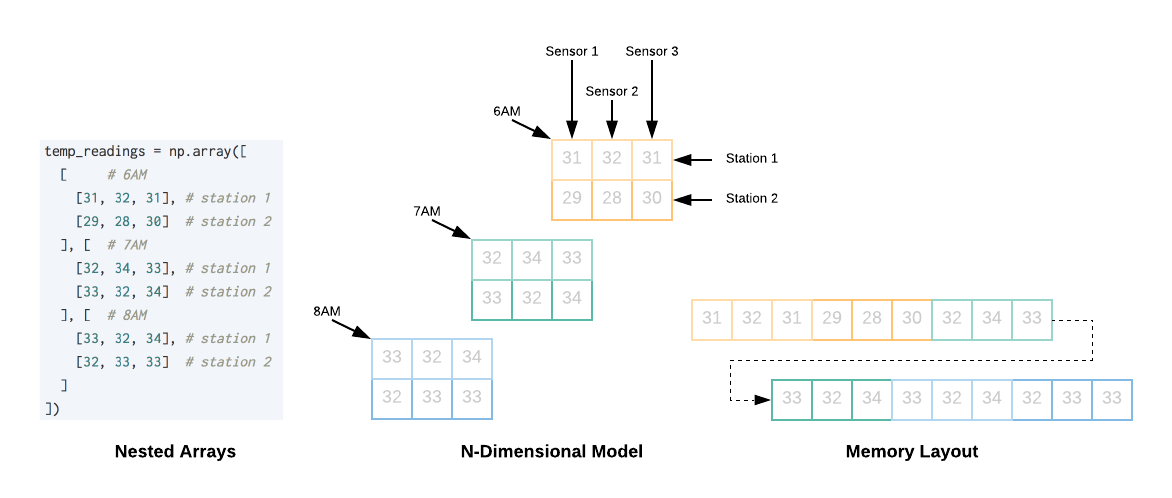 temp_readings = np.array([
[ # 6AM
[31, 32, 31], # station 1
[29, 28, 30] # station 2
], [ # 7AM
[32, 34, 33], # station 1
[33, 32, 34] # station 2
], [ # 8AM
[33, 32, 34], # station 1
[32, 33, 33] # station 2
]
])
Nested Arrays
Sensor 1 Sensor 3
Sensor 2
6AM
31 32 31 Station 1
29 28 30 Station 2
7AM
32 34 33
33 32 34
8AM
33 32 34
32 33 33
N-Dimensional Model
31 32 31 29 28 30 32 34 33
33 32 34 33 32 34 32 33 33
Memory Layout